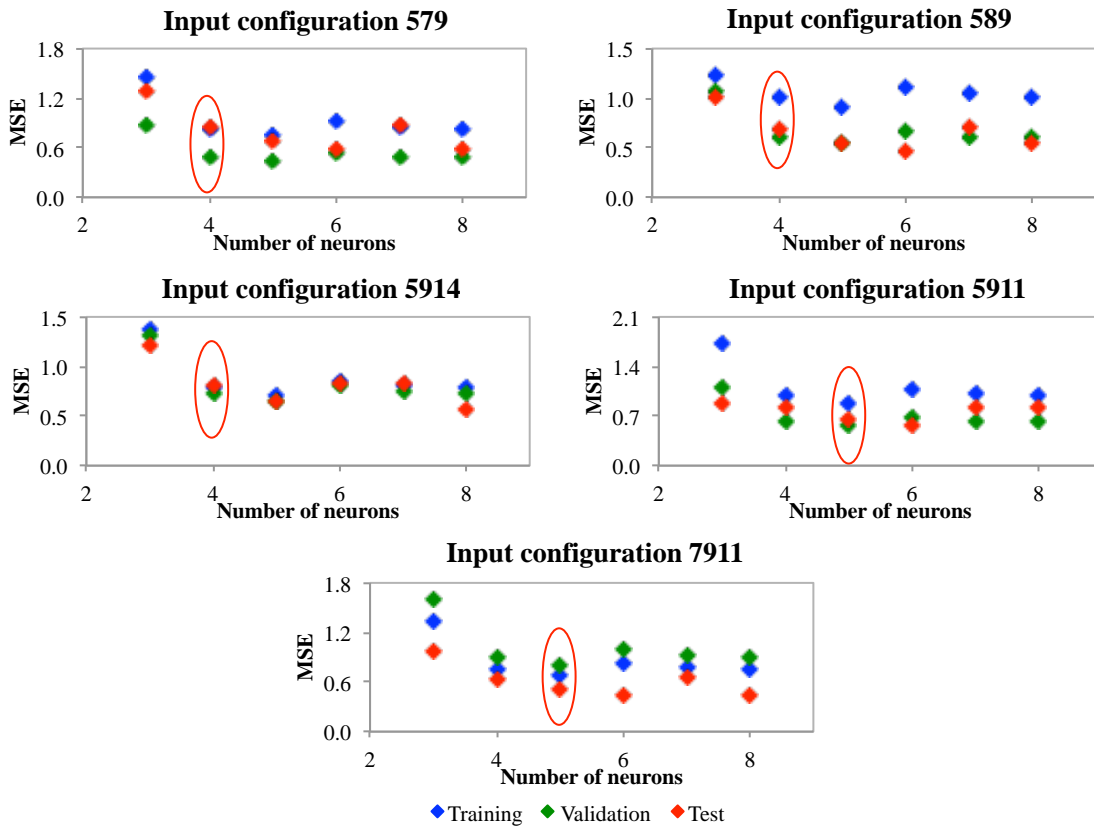 Input configuration 579
1.8
1.2
0.6
0.0
MSE
2 4 6 8
Number of neurons
Input configuration 589
1.5
1.0
0.5
0.0
MSE
2 4 6 8
Number of neurons
Input configuration 5914
1.5
1.0
0.5
0.0
MSE
2 4 6 8
Number of neurons
Input configuration 5911
2.1
1.4
0.7
0.0
MSE
2 4 6 8
Number of neurons
Input configuration 7911
1.8
1.2
0.6
0.0
MSE
2 4 6 8
Number of neurons
Training Validation Test